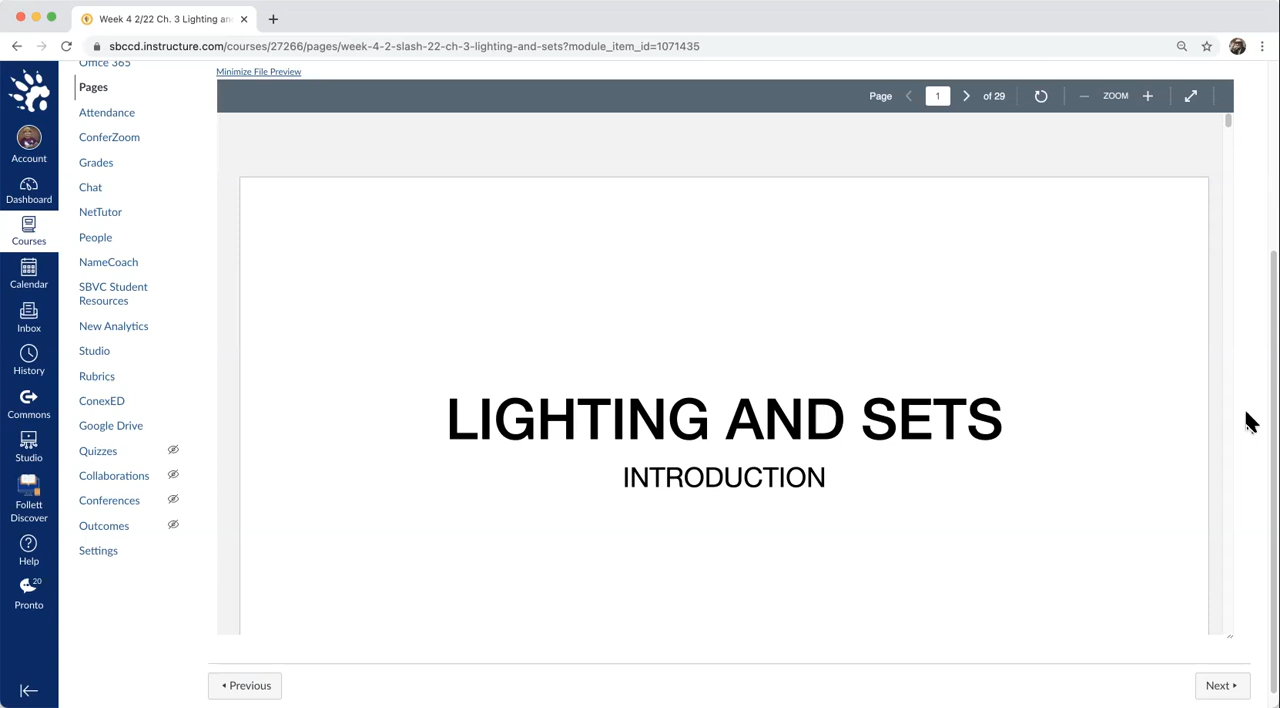 Week 4 2/22 Ch. 3 Lighting an
sbccd.instructure.com/courses/27266/pages/week-4-2-slash-22-ch-3-lighting-and-sets?module_item_id=1071435
Account
Dashboard
Courses
Calendar
Inbox
History
Commons
Studio
Follett
Discover
Help
20
Pronto
Office 365
Pages
Attendance
ConferZoom
Grades
Chat
NetTutor
People
NameCoach
SBVC Student
Resources
New Analytics
Studio
Rubrics
ConexED
Google Drive
Quizzes
Collaborations
Conferences
Outcomes
Settings
Minimize File Preview
Page 1 of 29 ZOOM
LIGHTING AND SETS
INTRODUCTION
Previous
Next